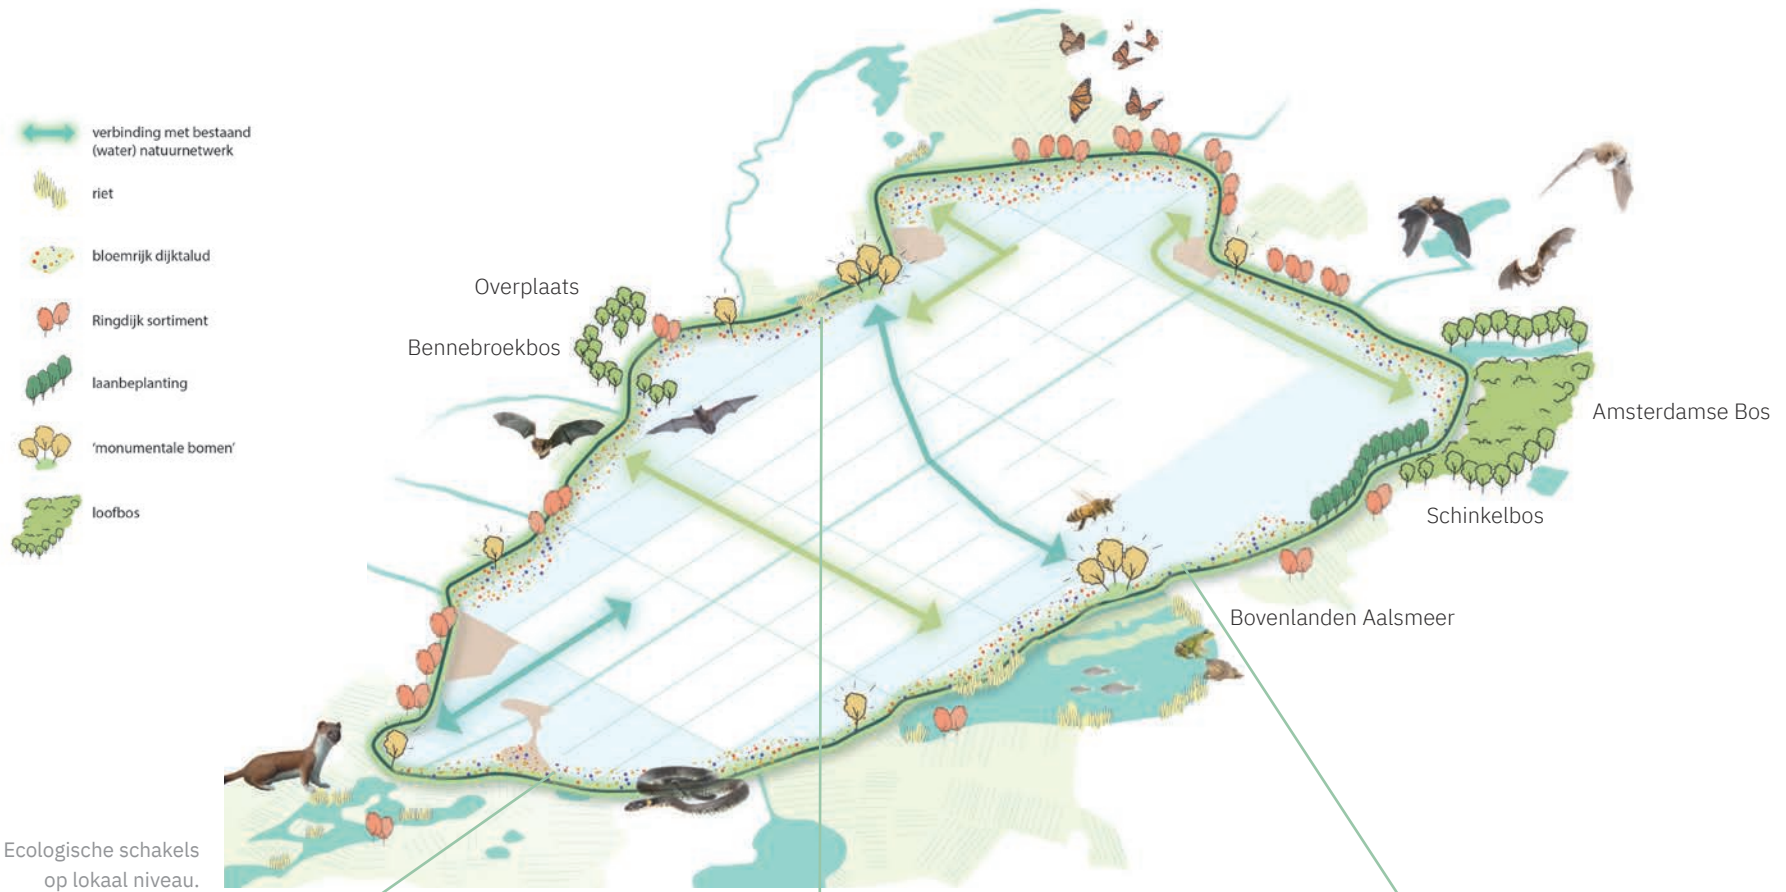 verbinding met bestaand
(water) natuurnetwerk
riet
bloemrijk dijktalud
Ringdijk sortiment
laanbeplanting
'monumentale bomen'
loofbos
Overplaats
Bennebroekbos
Amsterdamse Bos
Schinkelbos
Bovenlanden Aalsmeer
Ecologische schakels
op lokaal niveau.